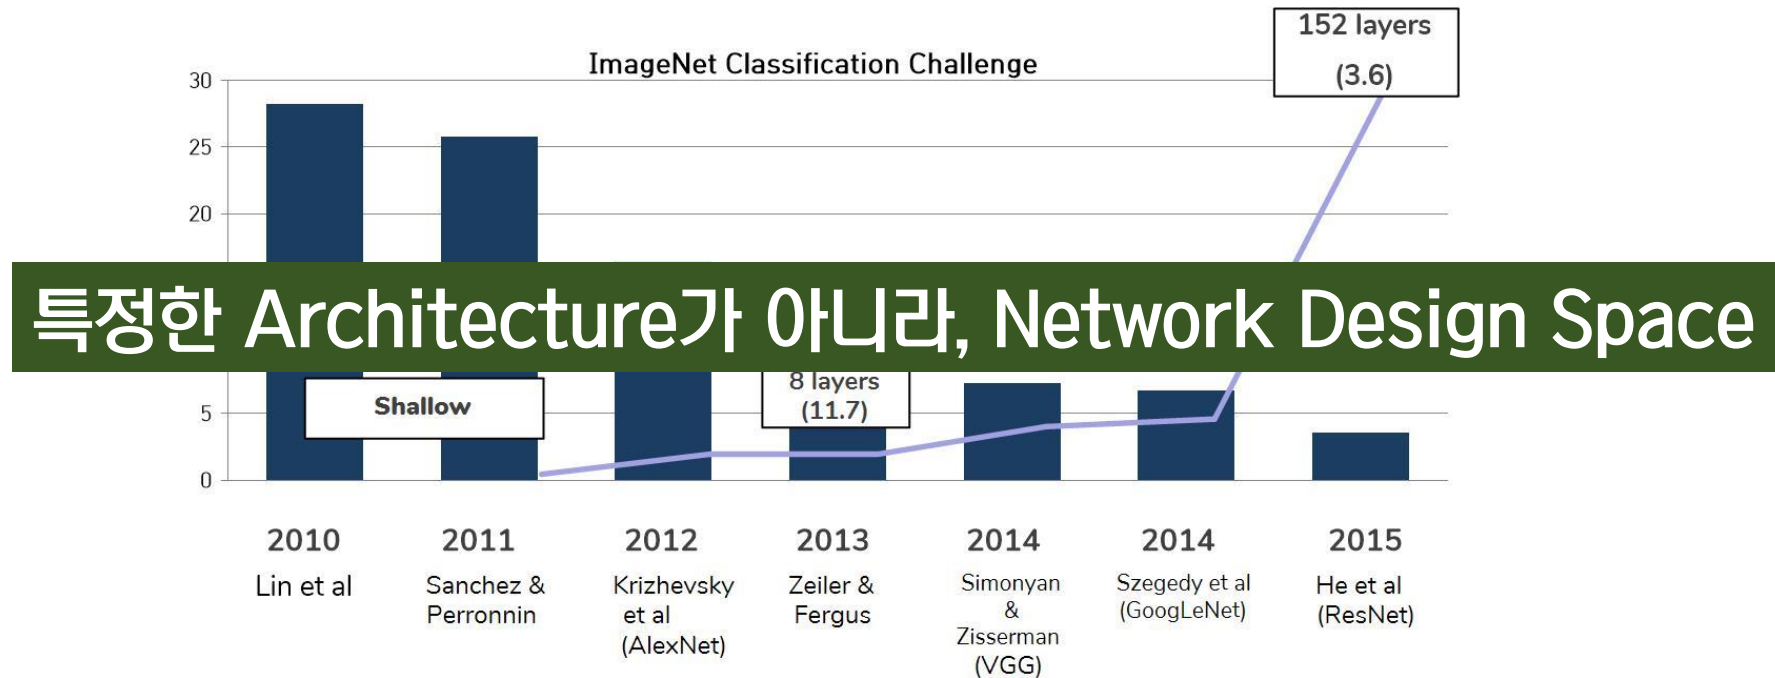 152 layers
(3.6)
ImageNet Classification Challenge
30
25
20
특정한 Architecture가 아니라, Network Design Space
8 layers
(11.7)
Shallow
5
0
2010
Lin et al
2011
Sanchez &
Perronnin
2012
Krizhevsky
et al
(AlexNet)
2013
Zeiler &
Fergus
2014
Simonyan
&
Zisserman
(VGG)
2014
Szegedy et al
(GoogLeNet)
2015
He et al
(ResNet)